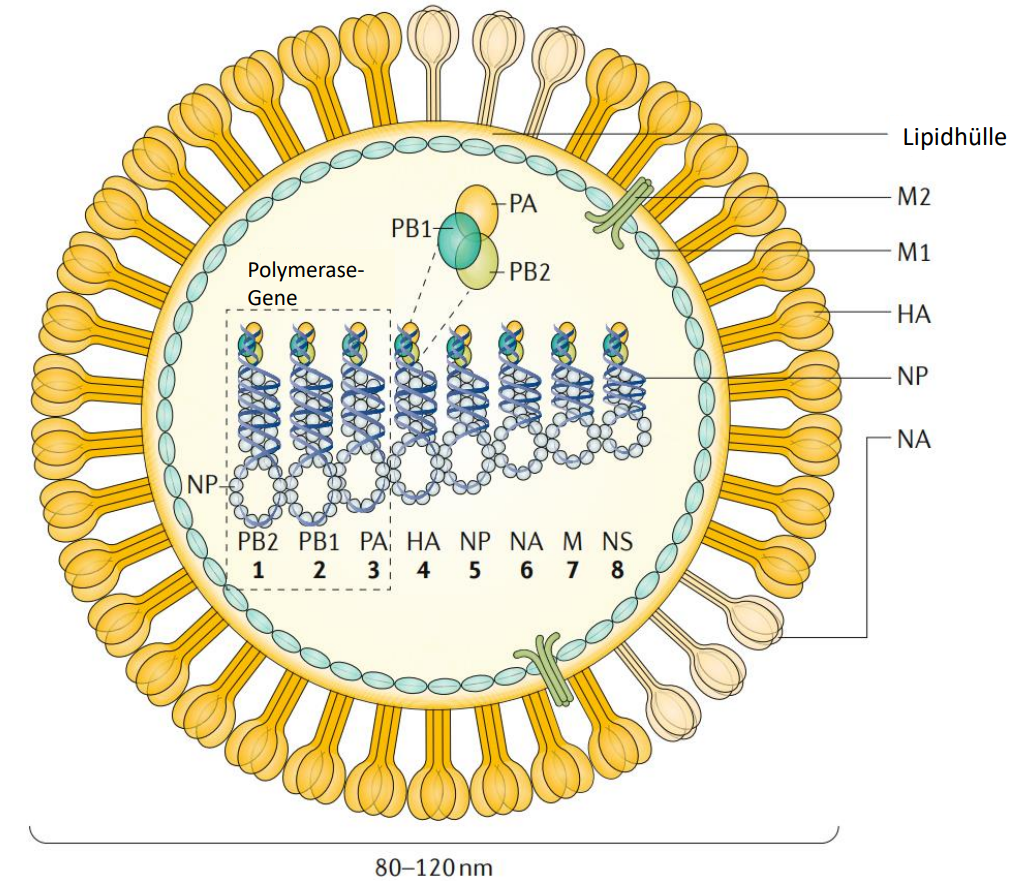 Lipidhülle
M2
PA
PB1
M1
PB2
Polymerase-
Gene
HA
NP
NA
NP
PB2 PB1 PA HA NP NA M NS
1 2 3 4 5 6 7 8
80–120 nm